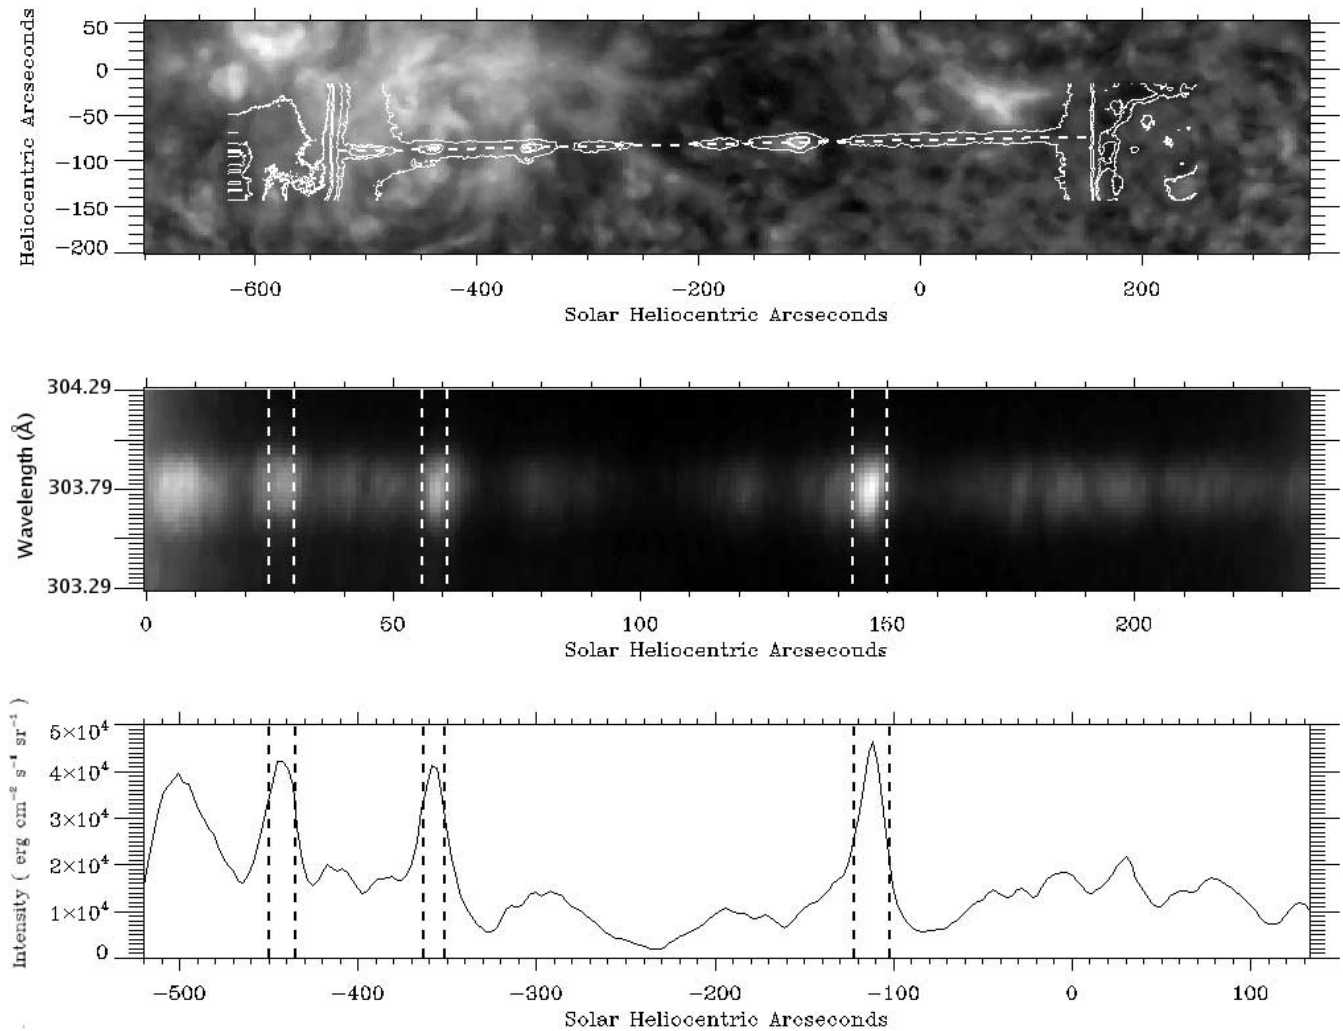 Heliocentric Arcseconds
50
0
−50
−100
−150
−200
−600 −400 −200 0 200
Solar Heliocentric Arcseconds
Wavelength (Å)
304.29
303.79
303.29
0 50 100 150 200
Solar Heliocentric Arcseconds
Intensity ( erg cm⁻² s⁻¹ sr⁻¹ )
5×10⁴
4×10⁴
3×10⁴
2×10⁴
1×10⁴
0
−500 −400 −300 −200 −100 0 100
Solar Heliocentric Arcseconds